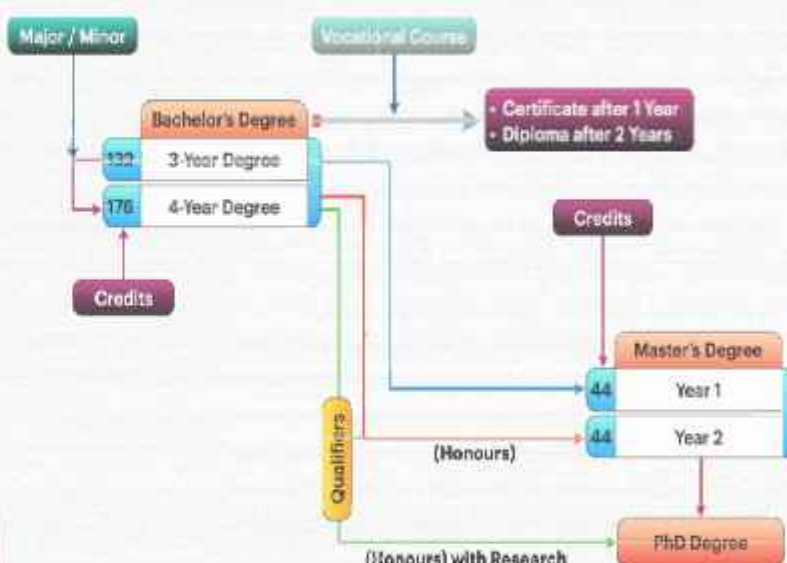 Major / Minor
Vocational Course
Bachelor's Degree
• Certificate after 1 Year
• Diploma after 2 Years
132
3-Year Degree
176
4-Year Degree
Credits
Credits
Master's Degree
44
Year 1
44
Year 2
Qualifiers
(Honours)
PhD Degree
(Honours) with Research